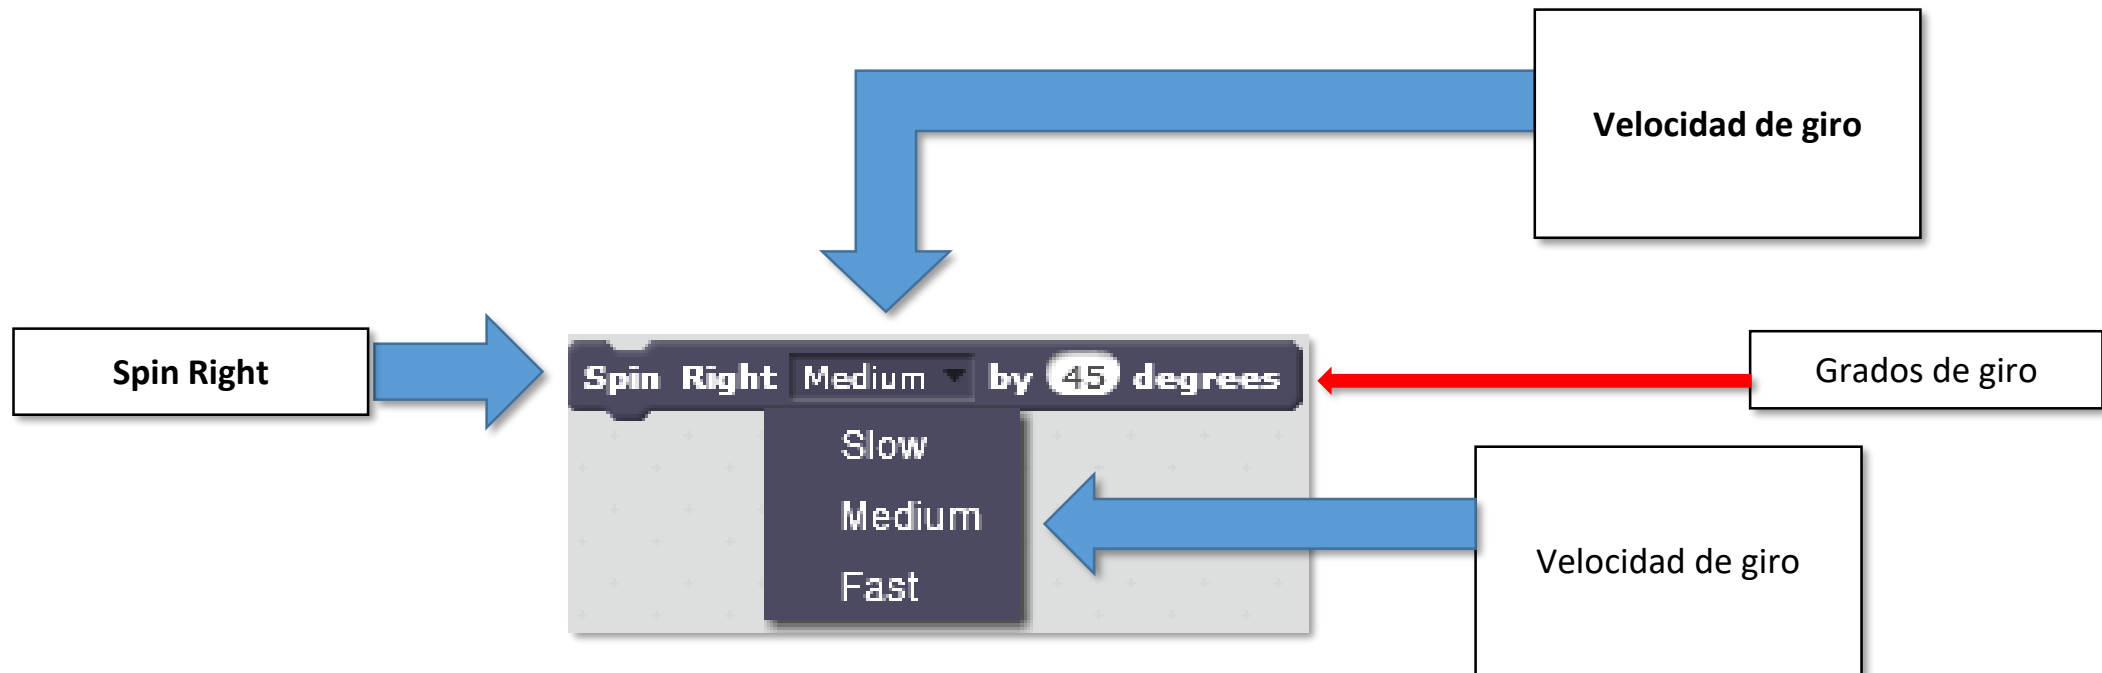 Velocidad de giro
Spin Right
Spin Right Medium by 45 degrees
Grados de giro
Slow
Medium
Fast
Velocidad de giro